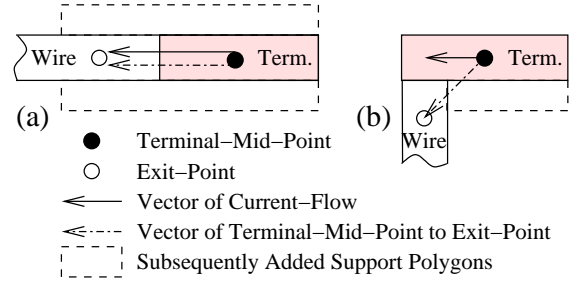 Wire Term. Term.
(a) (b)
Wire
Terminal−Mid−Point
Exit−Point
Vector of Current−Flow
Vector of Terminal−Mid−Point to Exit−Point
Subsequently Added Support Polygons